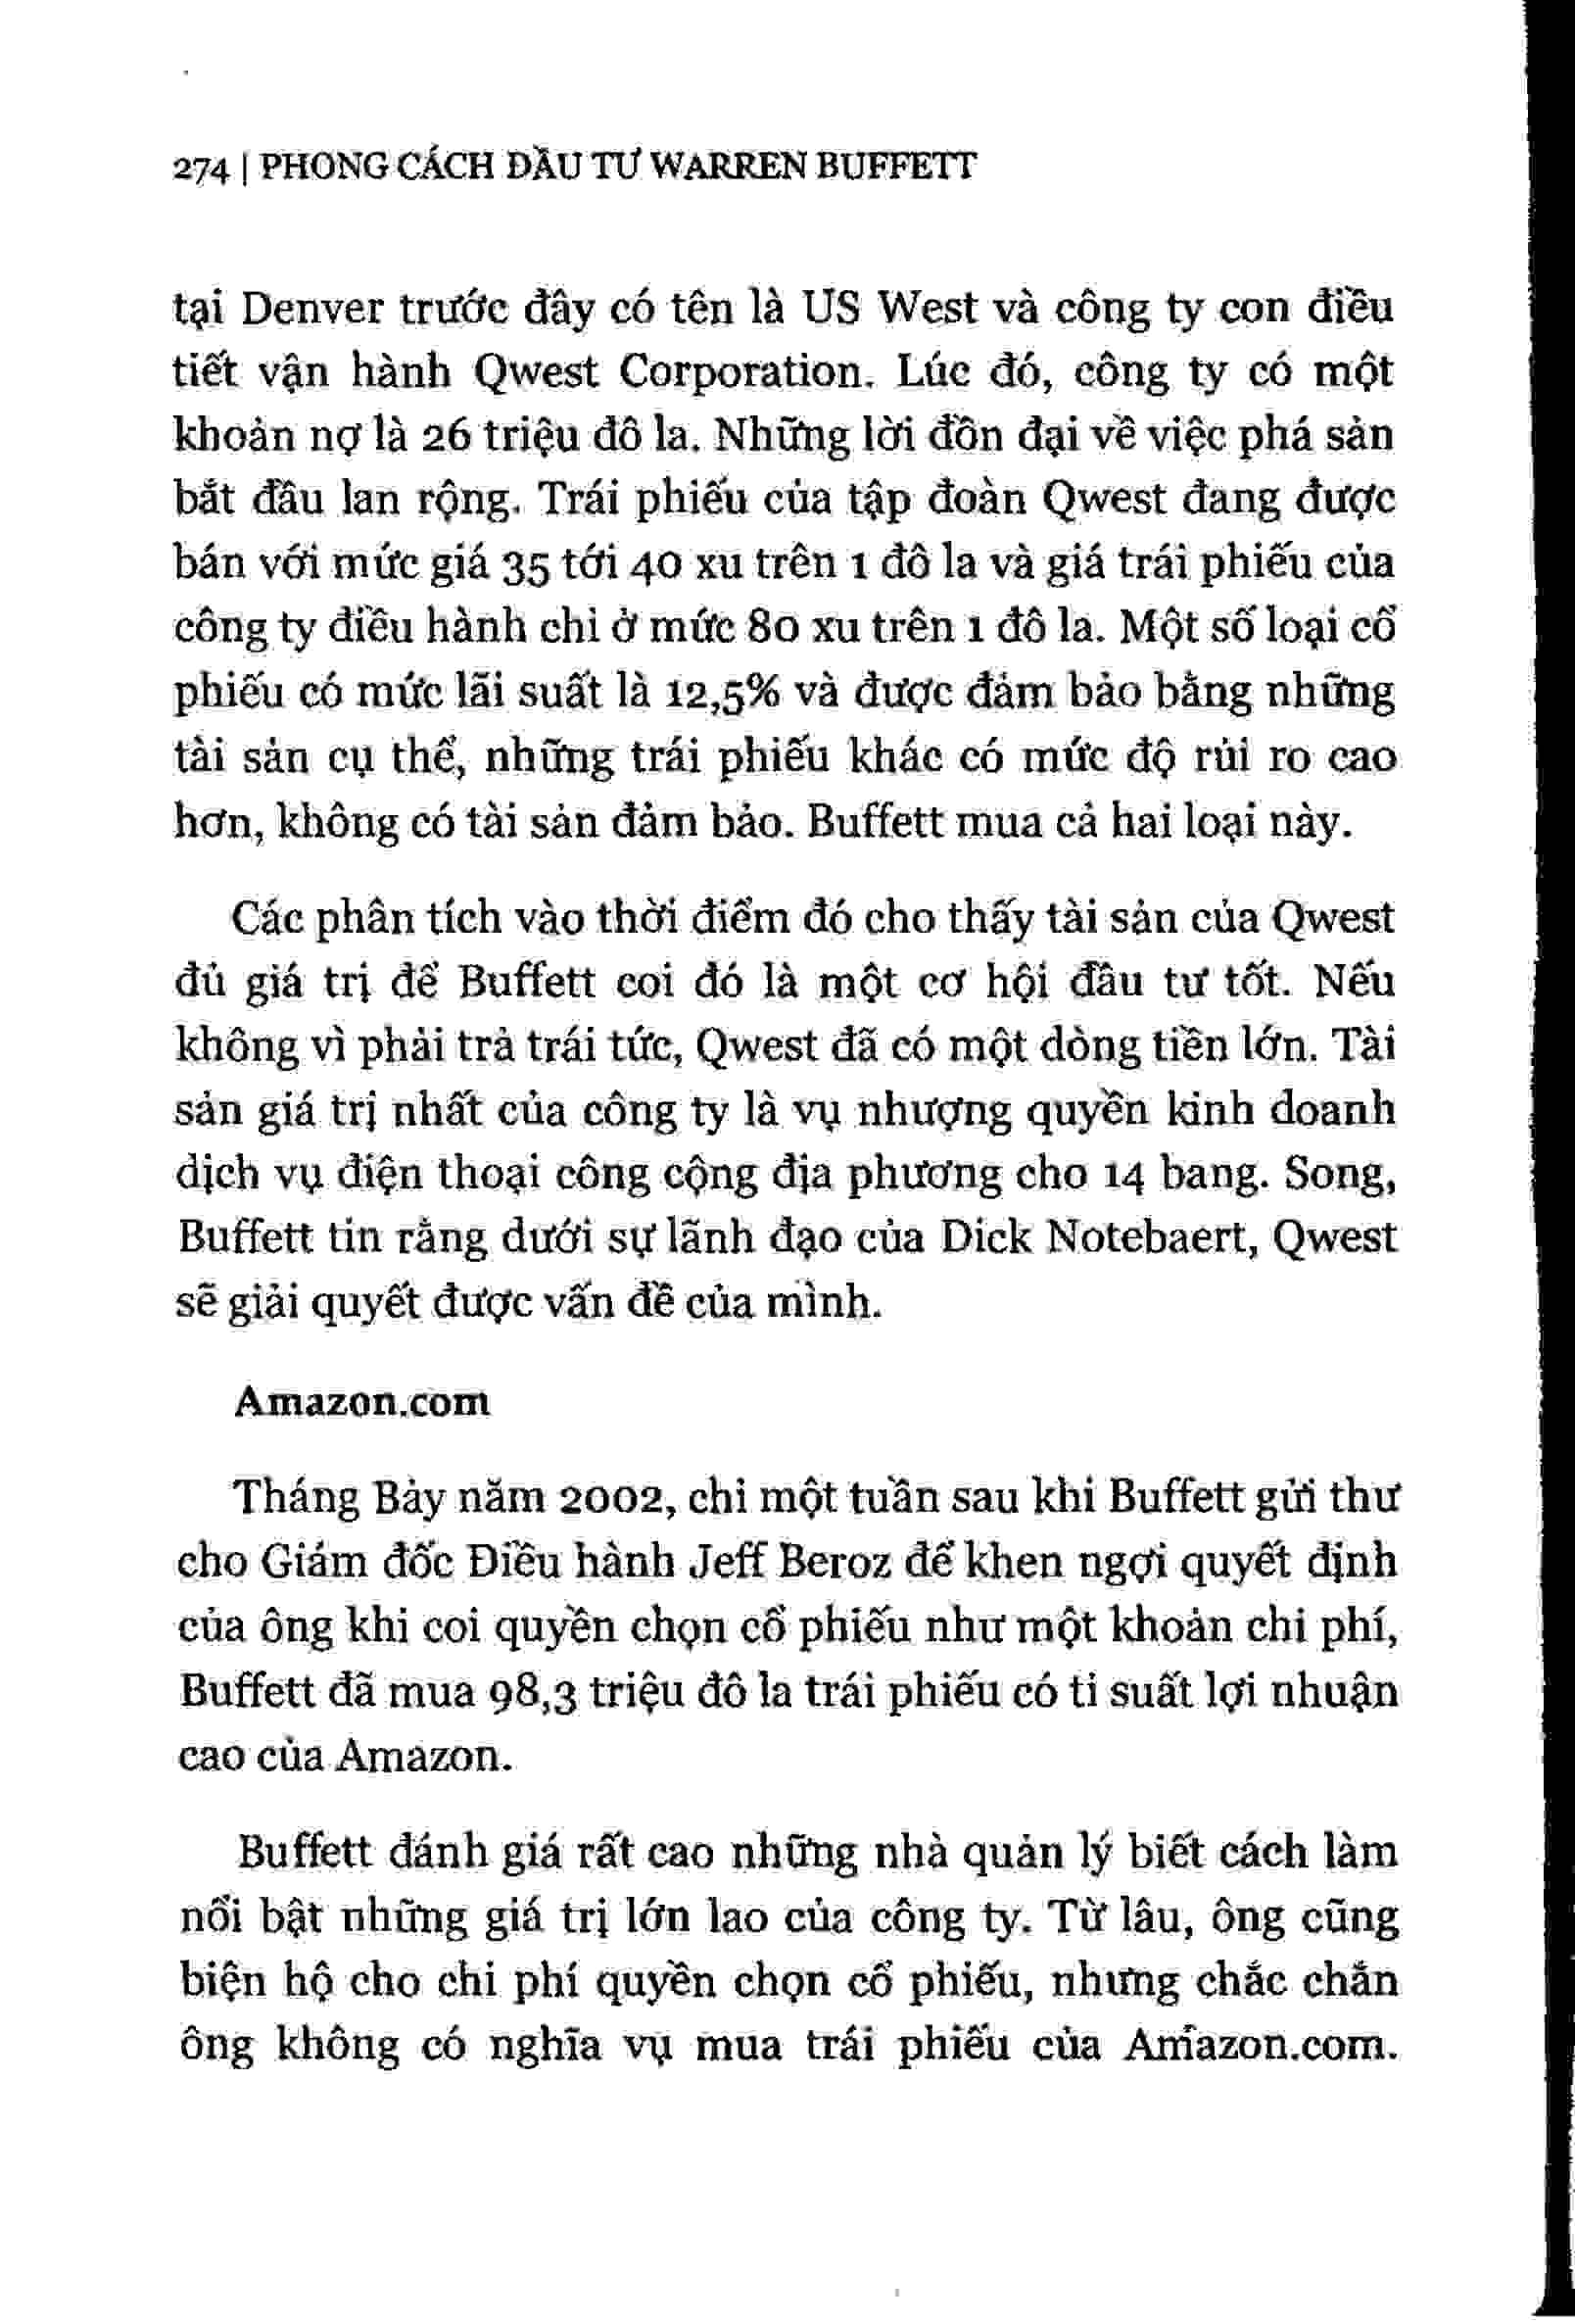 274 | PHONG CÁCH ĐẦU TƯ WARREN BUFFETT
tại Denver trước đây có tên là US West và công ty con điều
tiết vận hành Qwest Corporation. Lúc đó, công ty có một
khoản nợ là 26 triệu đô la. Những lời đồn đại về việc phá sản
bắt đầu lan rộng. Trái phiếu của tập đoàn Qwest đang được
bán với mức giá 35 tới 40 xu trên 1 đô la và giá trái phiếu của
công ty điều hành chỉ ở mức 80 xu trên 1 đô la. Một số loại cổ
phiếu có mức lãi suất là 12,5% và được đảm bảo bằng những
tài sản cụ thể, những trái phiếu khác có mức độ rủi ro cao
hơn, không có tài sản đảm bảo. Buffett mua cả hai loại này.
Các phân tích vào thời điểm đó cho thấy tài sản của Qwest
đủ giá trị để Buffett coi đó là một cơ hội đầu tư tốt. Nếu
không vì phải trả trái tức, Qwest đã có một dòng tiền lớn. Tài
sản giá trị nhất của công ty là vụ nhượng quyền kinh doanh
dịch vụ điện thoại công cộng địa phương cho 14 bang. Song,
Buffett tin rằng dưới sự lãnh đạo của Dick Notebaert, Qwest
sẽ giải quyết được vấn đề của mình.
Amazon.com
Tháng Bảy năm 2002, chỉ một tuần sau khi Buffett gửi thư
cho Giám đốc Điều hành Jeff Beroz để khen ngợi quyết định
của ông khi coi quyền chọn cổ phiếu như một khoản chi phí,
Buffett đã mua 98,3 triệu đô la trái phiếu có tỉ suất lợi nhuận
cao của Amazon.
Buffett đánh giá rất cao những nhà quản lý biết cách làm
nổi bật những giá trị lớn lao của công ty. Từ lâu, ông cũng
biện hộ cho chi phí quyền chọn cổ phiếu, nhưng chắc chắn
ông không có nghĩa vụ mua trái phiếu của Amazon.com.